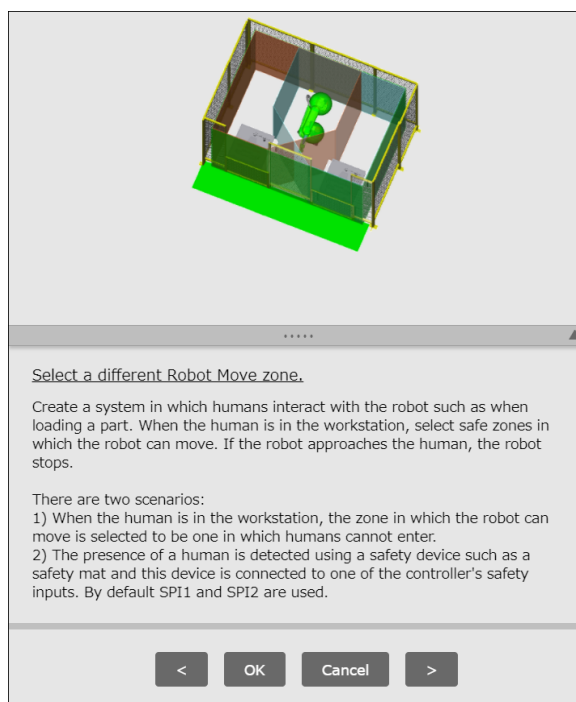 Select a different Robot Move zone.
Create a system in which humans interact with the robot such as when
loading a part. When the human is in the workstation, select safe zones in
which the robot can move. If the robot approaches the human, the robot
stops.
There are two scenarios:
1) When the human is in the workstation, the zone in which the robot can
move is selected to be one in which humans cannot enter.
2) The presence of a human is detected using a safety device such as a
safety mat and this device is connected to one of the controller's safety
inputs. By default SPI1 and SPI2 are used.
< OK Cancel >